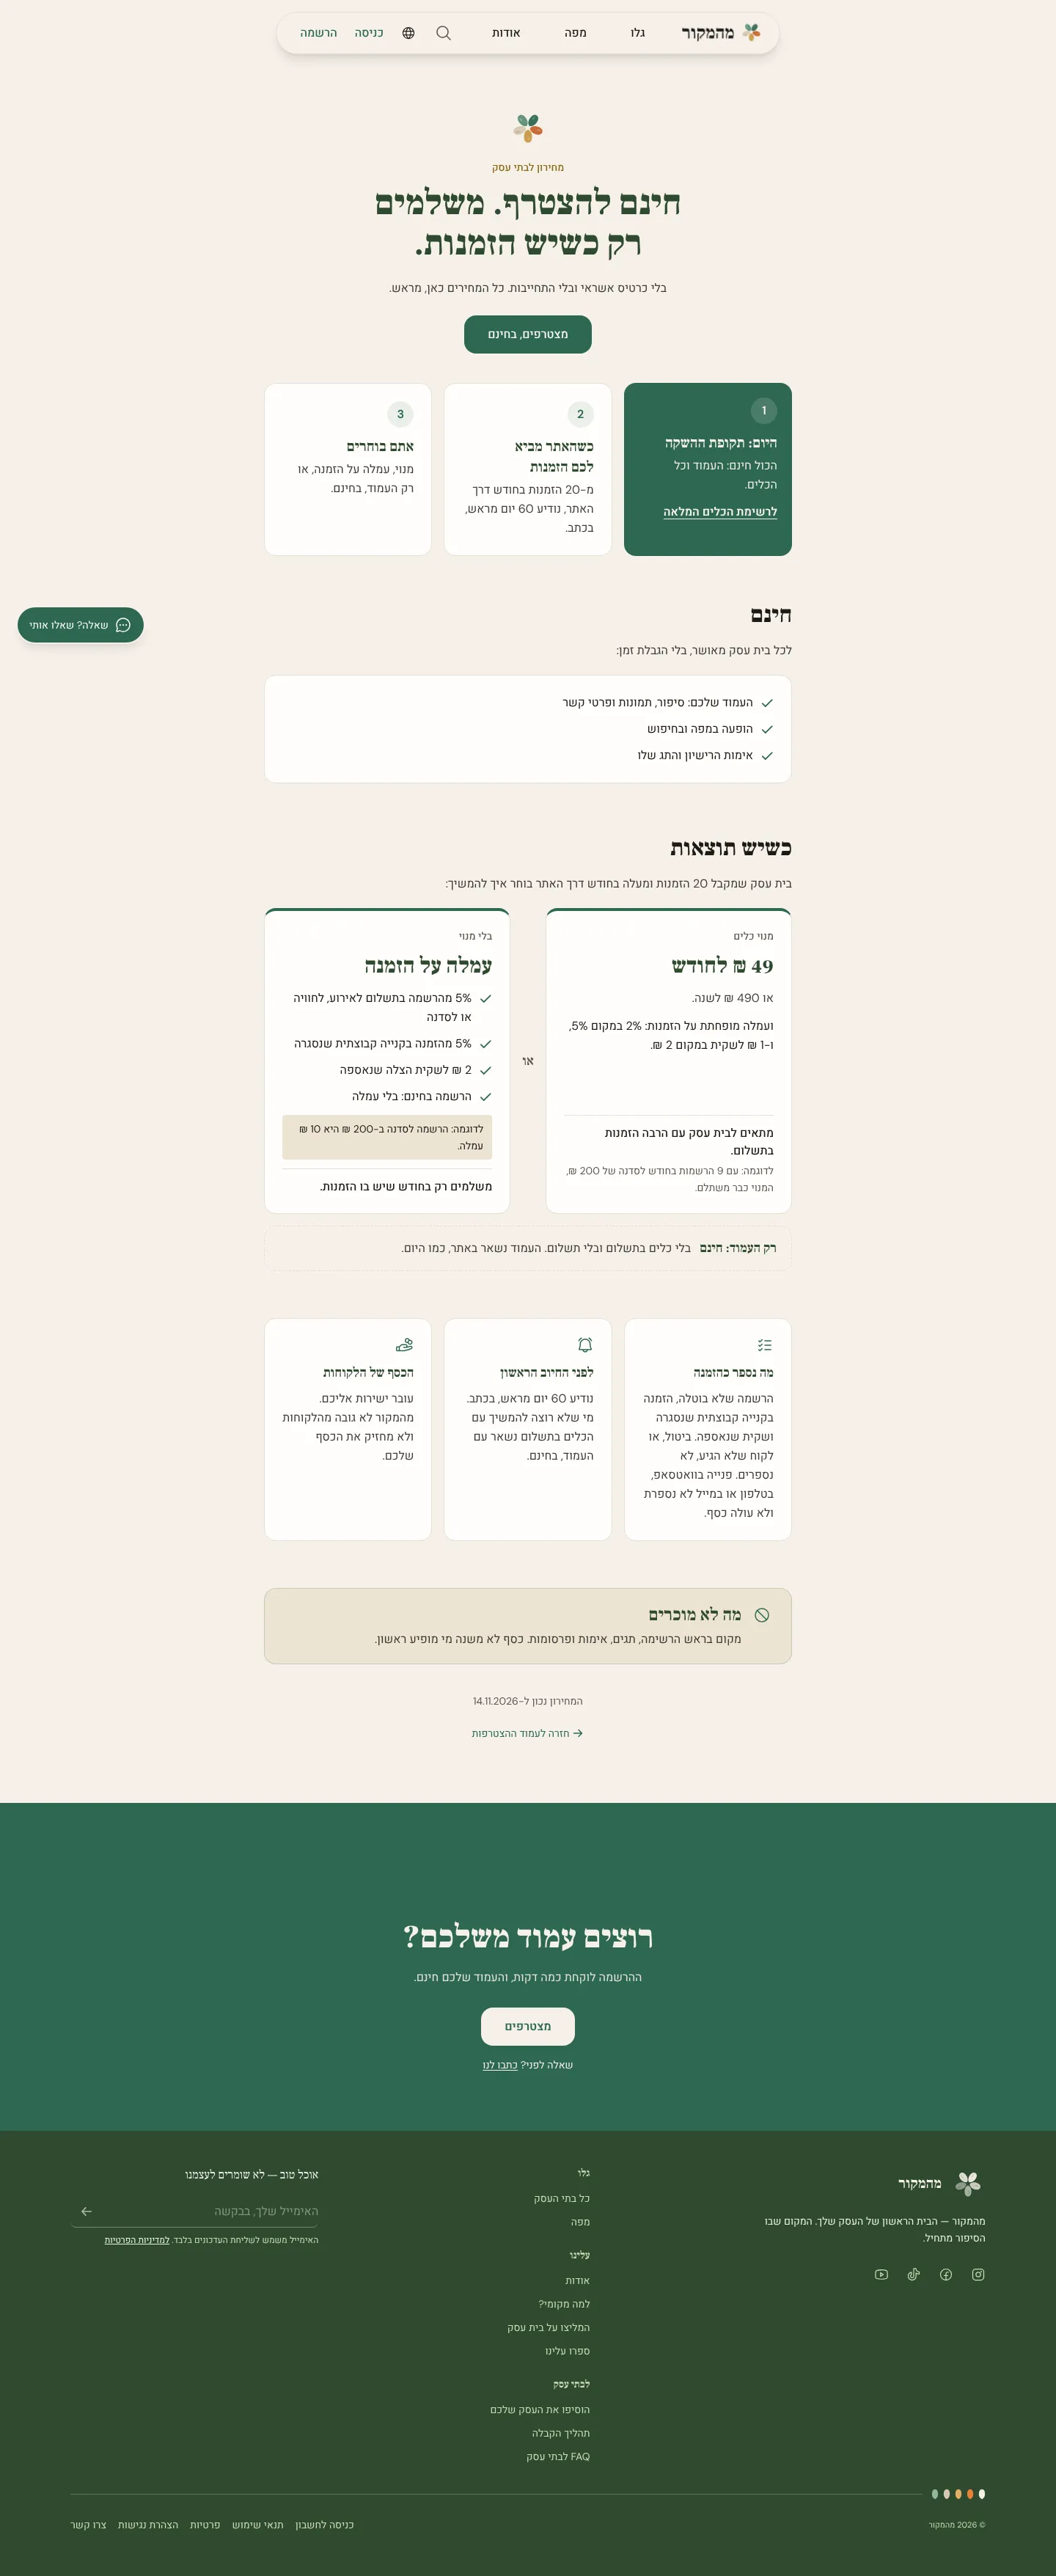 מהמקור
גלו
מפה
אודות
כניסה
הרשמה
מחירון לבתי עסק
חינם להצטרף. משלמים
רק כשיש הזמנות.
בלי כרטיס אשראי ובלי התחייבות. כל המחירים כאן, מראש.
מצטרפים, בחינם
1
היום: תקופת ההשקה
הכול חינם: העמוד וכל
הכלים.
לרשימת הכלים המלאה
2
כשהאתר מביא
לכם הזמנות
מ-20 הזמנות בחודש דרך
האתר, נודיע 60 יום מראש,
בכתב.
3
אתם בוחרים
מנוי, עמלה על הזמנה, או
רק העמוד, בחינם.
שאלה? שאלו אותי
חינם
לכל בית עסק מאושר, בלי הגבלת זמן:
העמוד שלכם: סיפור, תמונות ופרטי קשר
הופעה במפה ובחיפוש
אימות הרישיון והתג שלו
כשיש תוצאות
בית עסק שמקבל 20 הזמנות ומעלה בחודש דרך האתר בוחר איך להמשיך:
מנוי כלים
49 ₪ לחודש
או 490 ₪ לשנה.
ועמלה מופחתת על הזמנות: 2% במקום 5%,
ו-1 ₪ לשקית במקום 2 ₪.
מתאים לבית עסק עם הרבה הזמנות
בתשלום.
לדוגמה: עם 9 הרשמות בחודש לסדנה של 200 ₪,
המנוי כבר משתלם.
או
בלי מנוי
עמלה על הזמנה
5% מהרשמה בתשלום לאירוע, לחוויה
או לסדנה
5% מהזמנה בקנייה קבוצתית שנסגרה
2 ₪ לשקית הצלה שנאספה
הרשמה בחינם: בלי עמלה
לדוגמה: הרשמה לסדנה ב-200 ₪ היא 10 ₪
עמלה.
משלמים רק בחודש שיש בו הזמנות.
רק העמוד: חינם בלי כלים בתשלום ובלי תשלום. העמוד נשאר באתר, כמו היום.
מה נספר כהזמנה
הרשמה שלא בוטלה, הזמנה
בקנייה קבוצתית שנסגרה
ושקית שנאספה. ביטול, או
לקוח שלא הגיע, לא
נספרים. פנייה בוואטסאפ,
בטלפון או במייל לא נספרת
ולא עולה כסף.
לפני החיוב הראשון
נודיע 60 יום מראש, בכתב.
מי שלא רוצה להמשיך עם
הכלים בתשלום נשאר עם
העמוד, בחינם.
הכסף של הלקוחות
עובר ישירות אליכם.
מהמקור לא גובה מהלקוחות
ולא מחזיק את הכסף
שלכם.
מה לא מוכרים
מקום בראש הרשימה, תגים, אימות ופרסומות. כסף לא משנה מי מופיע ראשון.
המחירון נכון ל-14.11.2026
חזרה לעמוד ההצטרפות
רוצים עמוד משלכם?
ההרשמה לוקחת כמה דקות, והעמוד שלכם חינם.
מצטרפים
שאלה לפני? כתבו לנו
מהמקור
מהמקור — הבית הראשון של העסק שלך. המקום שבו
הסיפור מתחיל.
גלו
כל בתי העסק
מפה
עלינו
אודות
למה מקומי?
המליצו על בית עסק
ספרו עלינו
לבתי עסק
הוסיפו את העסק שלכם
תהליך הקבלה
FAQ לבתי עסק
אוכל טוב — לא שומרים לעצמנו
האימייל שלך, בבקשה
האימייל משמש לשליחת העדכונים בלבד. למדיניות הפרטיות
© 2026 מהמקור
כניסה לחשבון
תנאי שימוש
פרטיות
הצהרת נגישות
צרו קשר